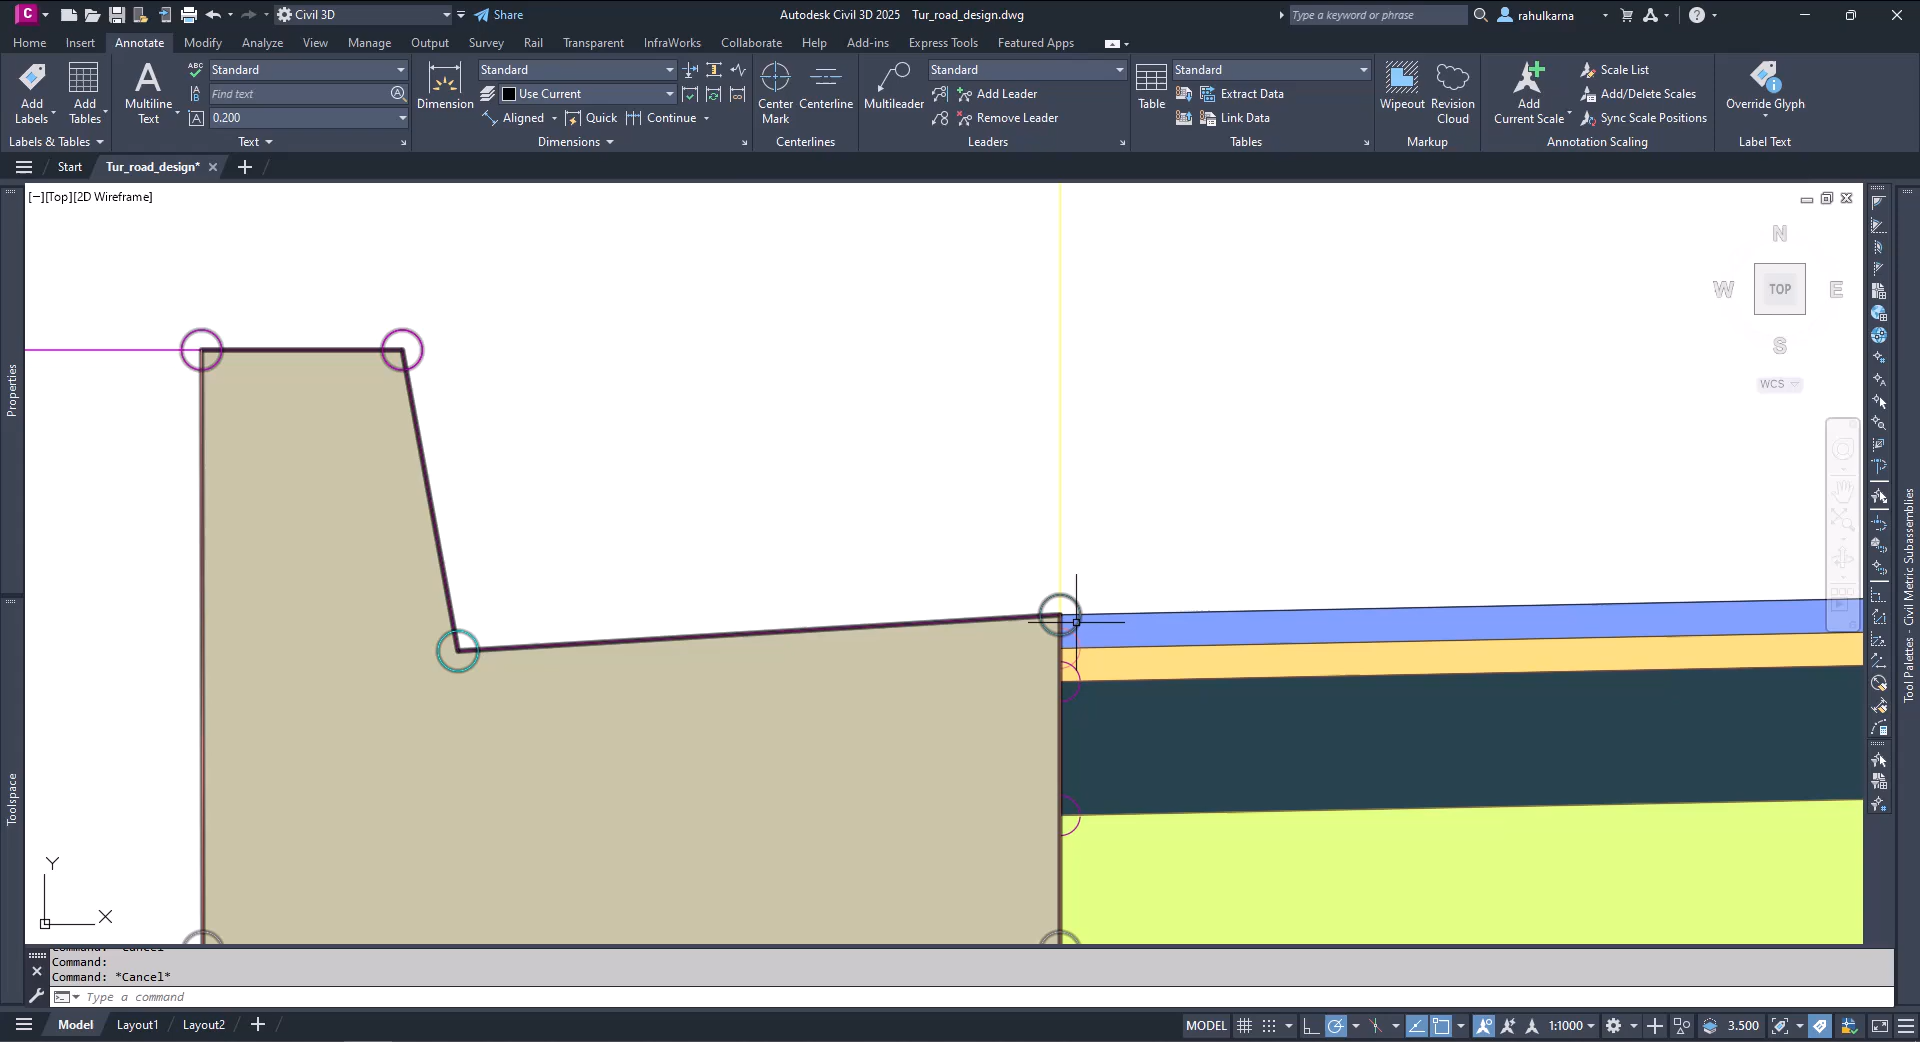 C
Civil 3D
Share
Autodesk Civil 3D 2025 Tur_road_design.dwg
Type a keyword or phrase
rahulkarna
Home Insert Annotate Modify Analyze View Manage Output Survey Rail Transparent InfraWorks Collaborate Help Add-ins Express Tools Featured Apps
Add Labels
Add Tables
Labels & Tables
Multiline Text
ABC
Standard
Find text
0.200
Text
Dimension
Standard
Use Current
Aligned Quick Continue
Dimensions
Center Mark
Centerline
Centerlines
Multileader
Standard
Add Leader
Remove Leader
Leaders
Table
Standard
Extract Data
Link Data
Tables
Wipeout
Revision Cloud
Markup
Add Current Scale
Scale List
Add/Delete Scales
Sync Scale Positions
Annotation Scaling
Override Glyph
Label Text
Start Tur_road_design*
[−][Top][2D Wireframe]
N
W TOP E
S
WCS
Properties
Toolspace
Tool Palettes - Civil Metric Subassemblies
Y
X
Command: *Cancel*
Command:
Command: *Cancel*
Type a command
Model Layout1 Layout2
MODEL 1:1000 3.500